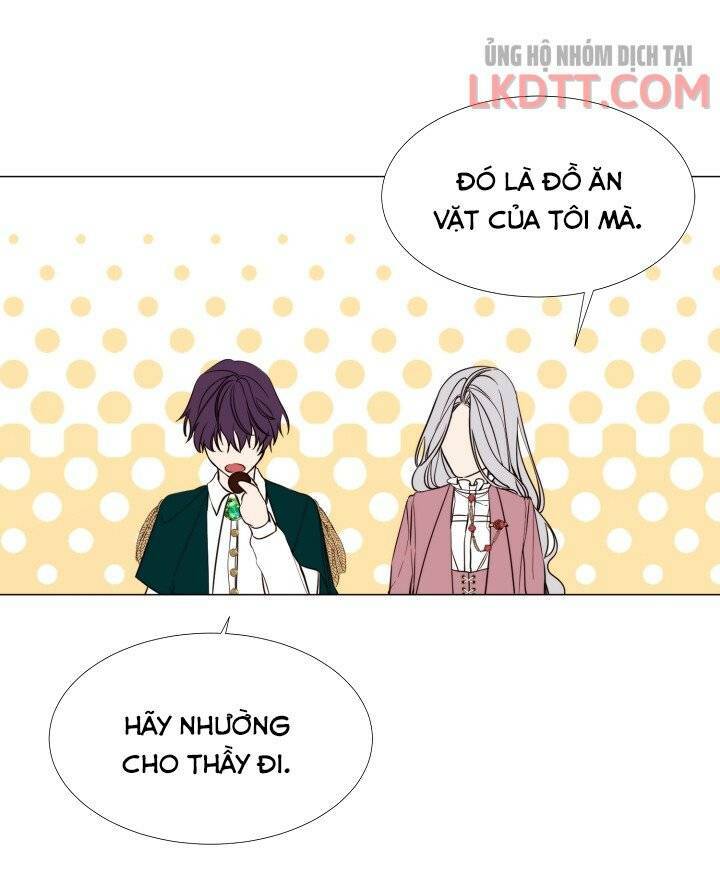 ỦNG HỘ NHÓM DỊCH TẠI
LKDTT.COM
ĐÓ LÀ ĐỒ ĂN
VẶT CỦA TÔI MÀ.
HÃY NHƯỜNG
CHO THẦY ĐI.